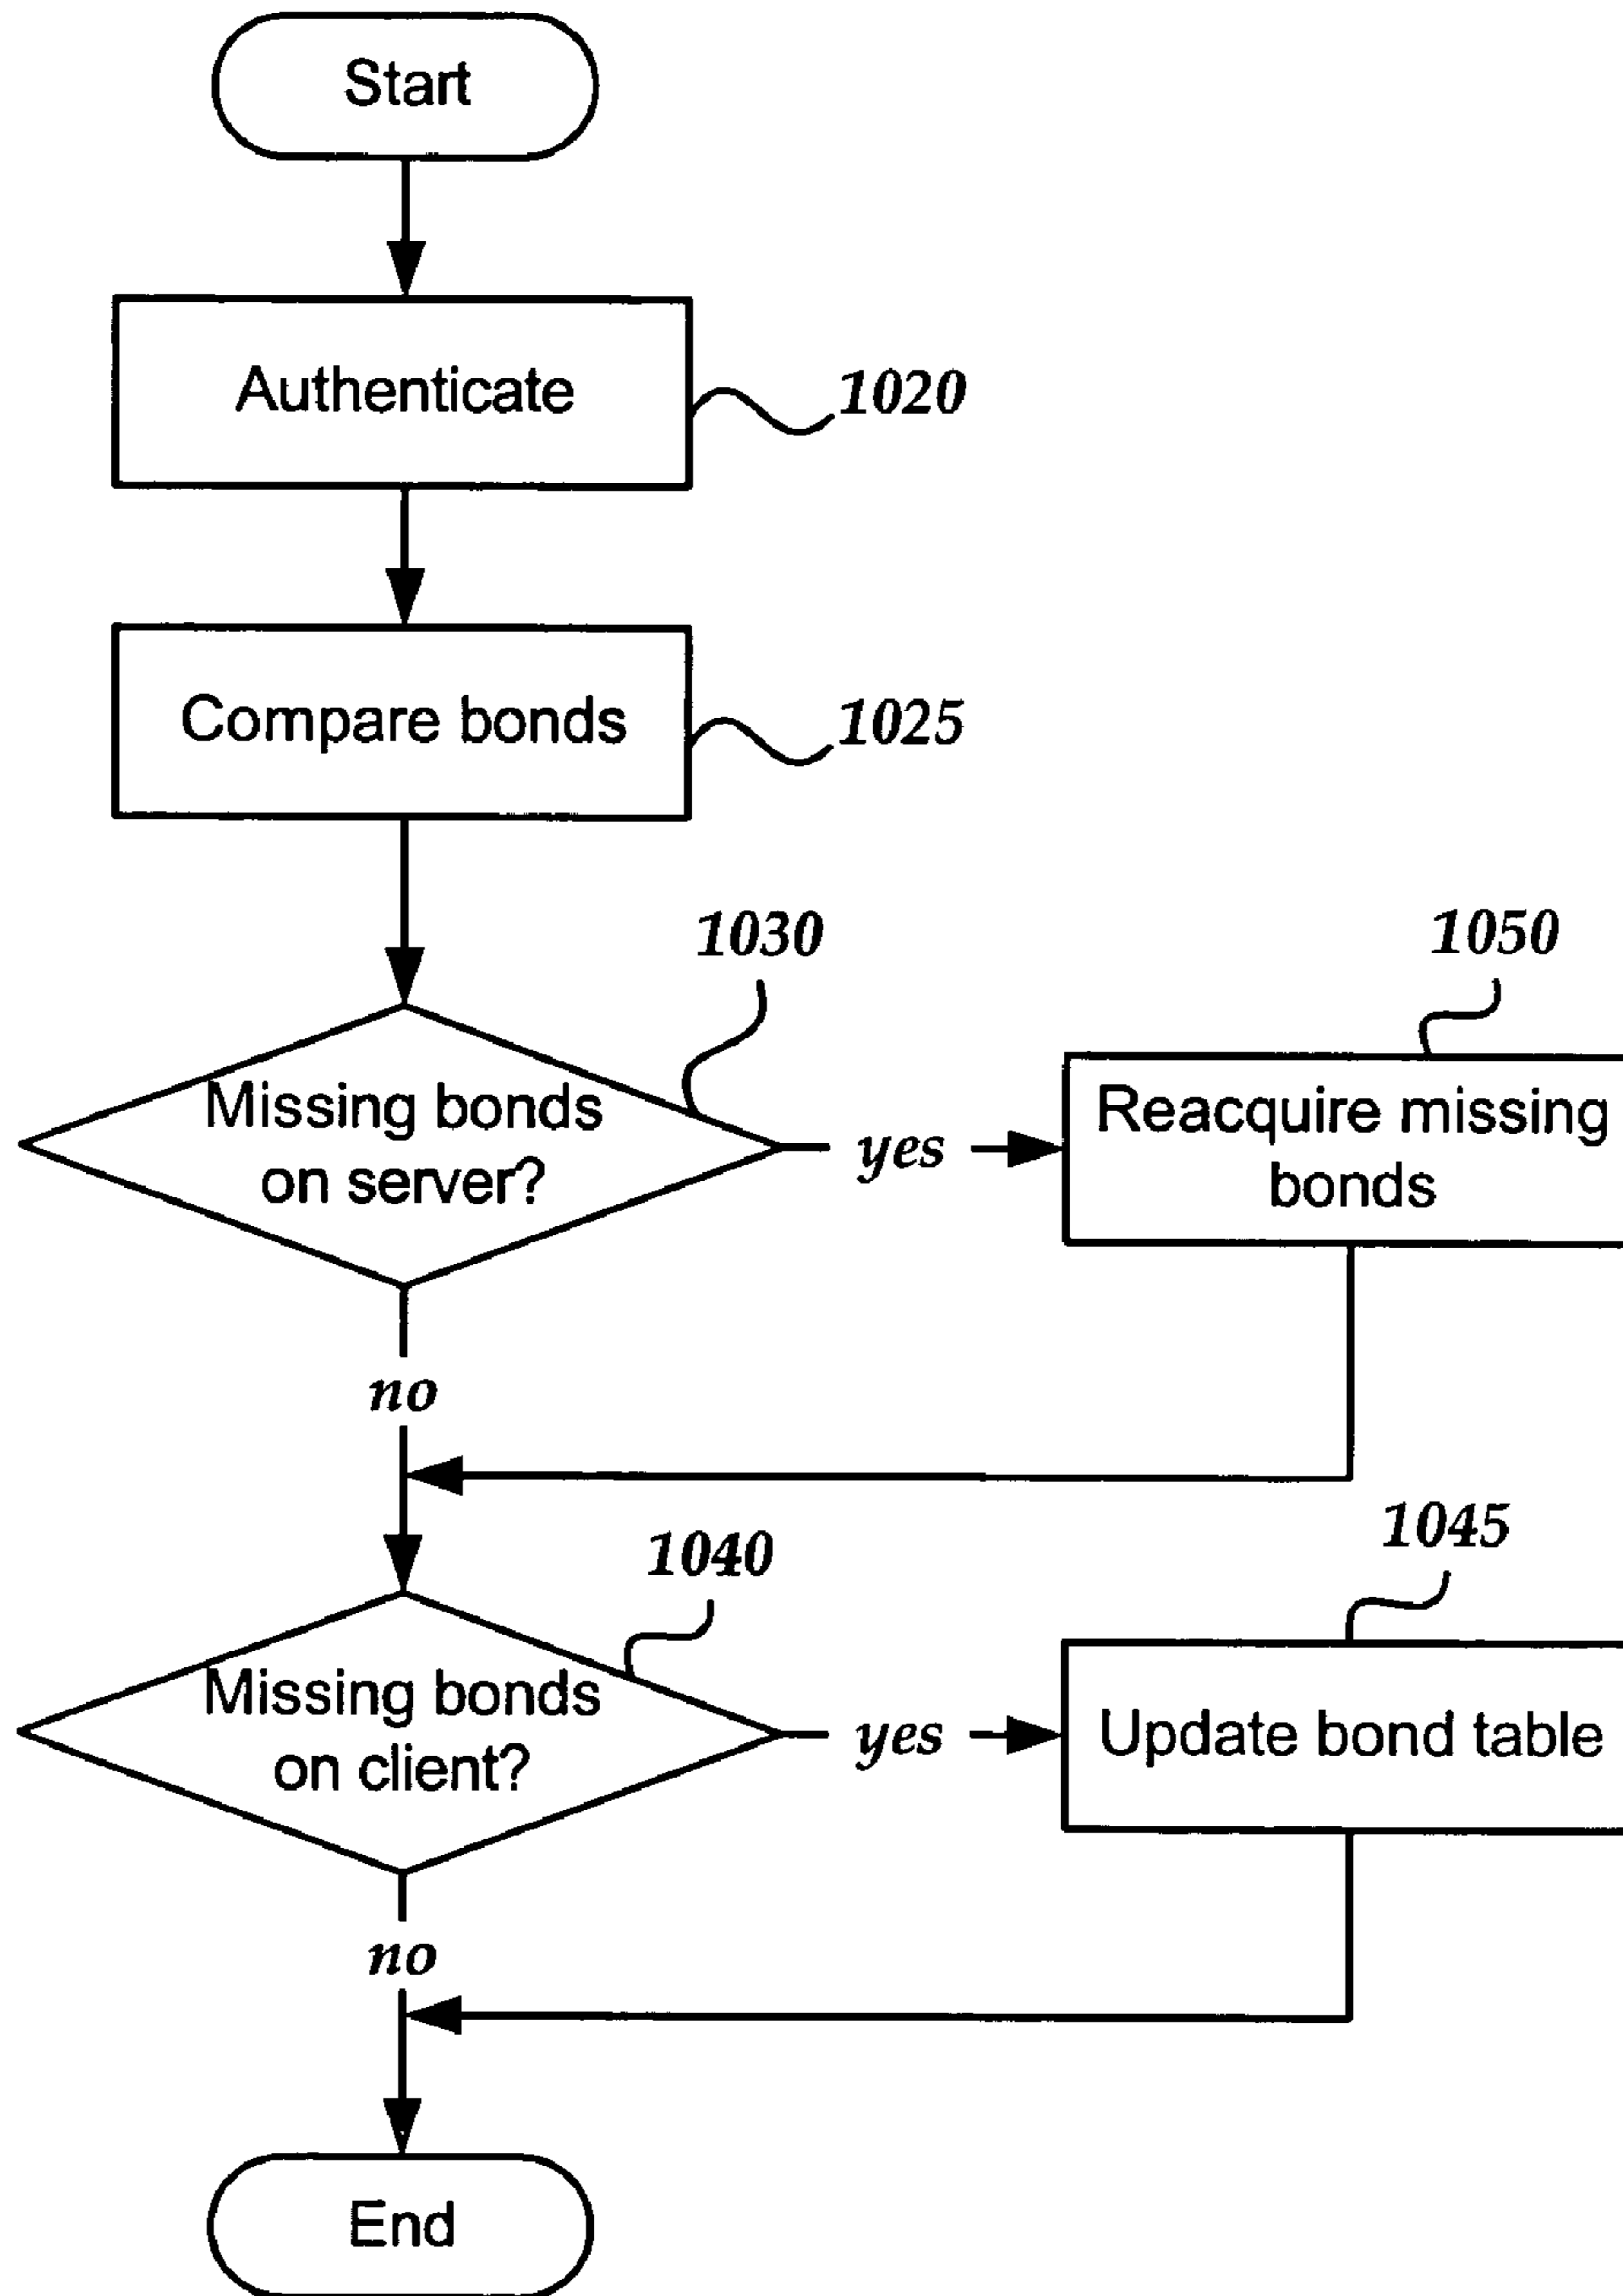 Start
Authenticate
1020
Compare bonds
1025
1030
1050
Missing bonds
on server?
yes
Reacquire missing
bonds
no
1040
1045
Missing bonds
on client?
yes
Update bond table
no
End